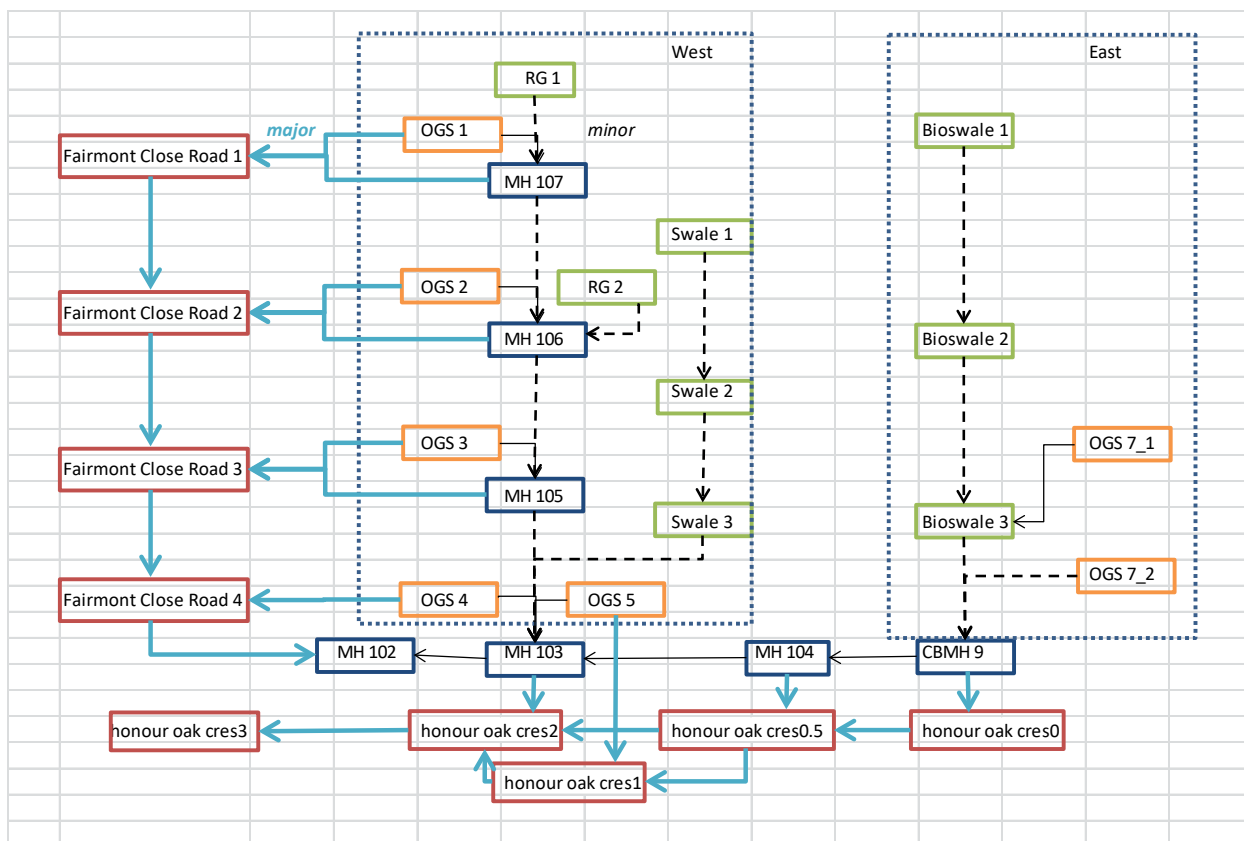 West
East
RG 1
major
OGS 1
minor
Bioswale 1
Fairmont Close Road 1
MH 107
Swale 1
OGS 2
RG 2
Fairmont Close Road 2
MH 106
Bioswale 2
Swale 2
OGS 3
OGS 7_1
Fairmont Close Road 3
MH 105
Swale 3
Bioswale 3
OGS 7_2
Fairmont Close Road 4
OGS 4
OGS 5
MH 102
MH 103
MH 104
CBMH 9
honour oak cres3
honour oak cres2
honour oak cres0.5
honour oak cres0
honour oak cres1